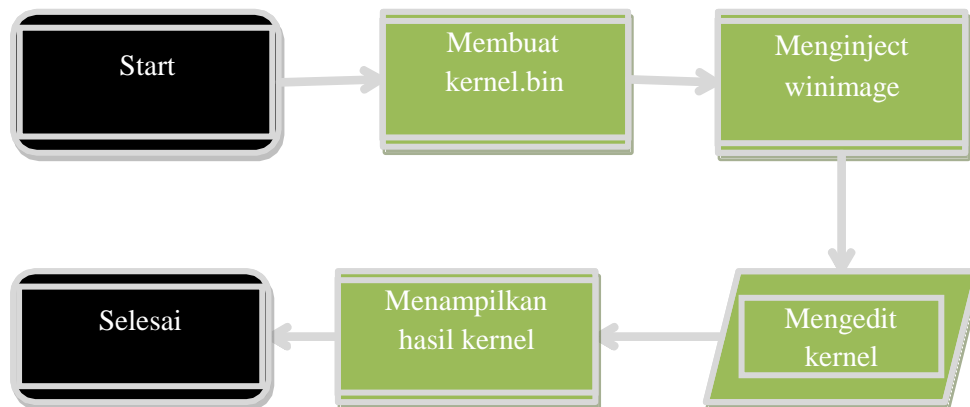 Start
Membuat
kernel.bin
Menginject
winimage
Mengedit
kernel
Menampilkan
hasil kernel
Selesai